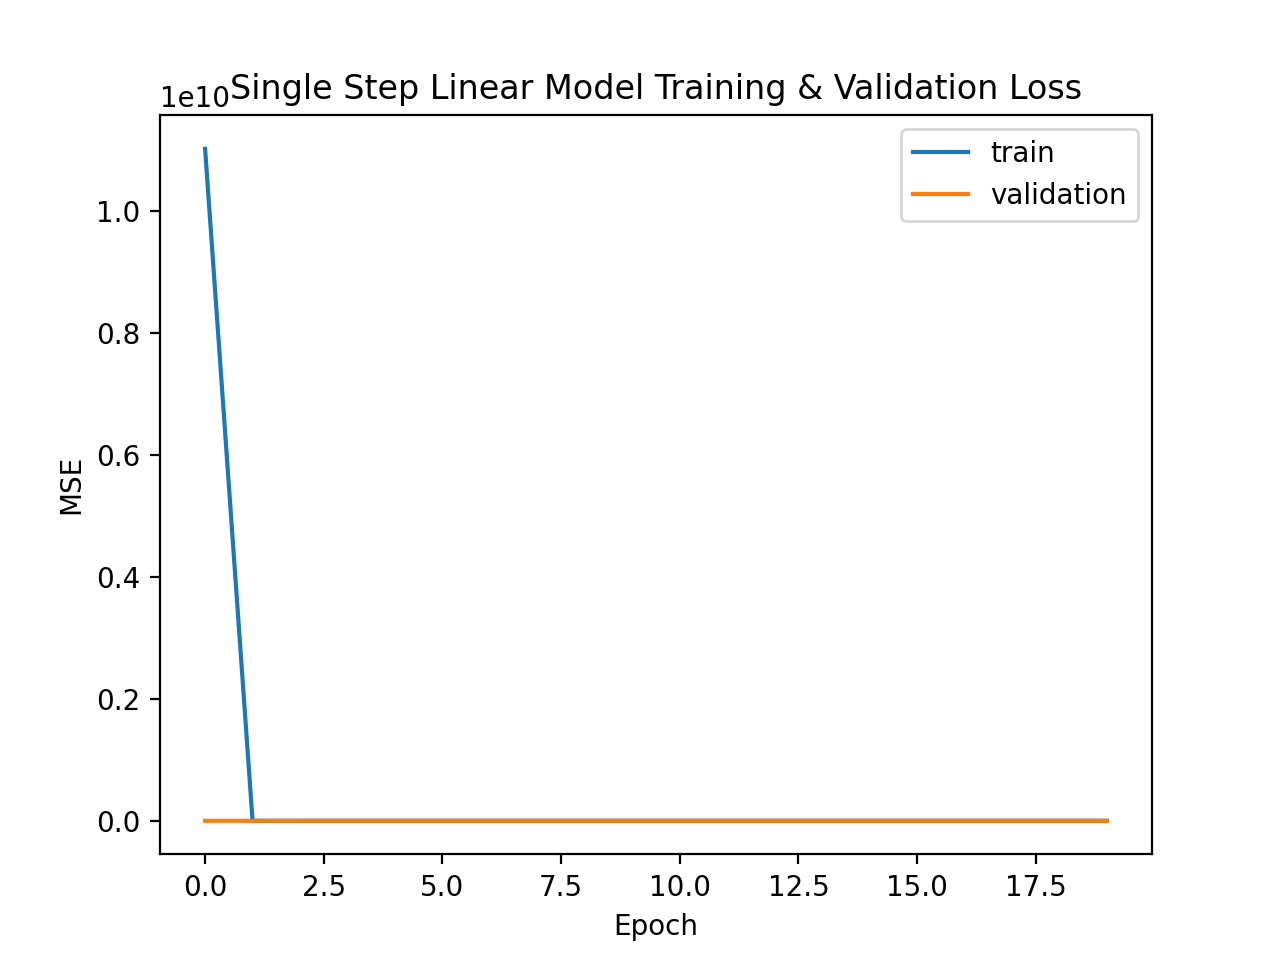 1e10
Single Step Linear Model Training & Validation Loss
train
validation
1.0
0.8
0.6
0.4
0.2
0.0
MSE
0.0 2.5 5.0 7.5 10.0 12.5 15.0 17.5
Epoch